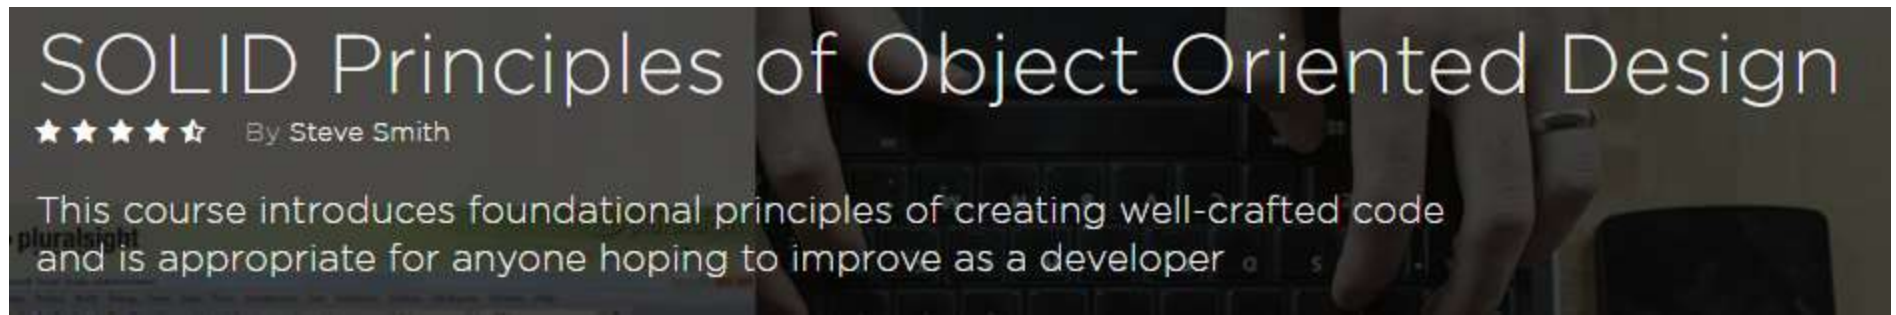 SOLID Principles of Object Oriented Design
By Steve Smith
This course introduces foundational principles of creating well-crafted code
pluralsight
and is appropriate for anyone hoping to improve as a developer